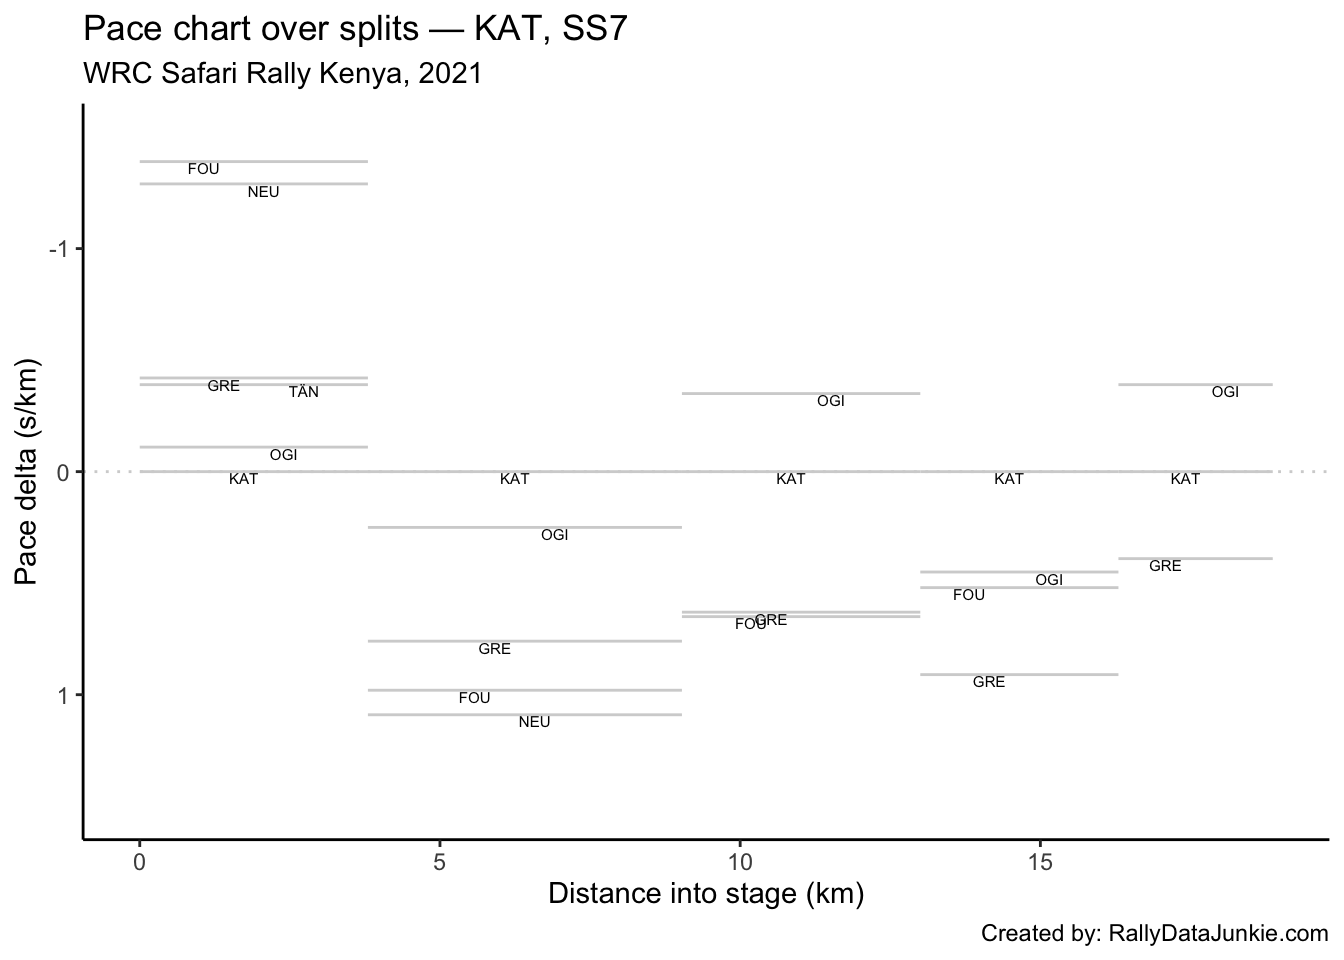 Pace chart over splits — KAT, SS7
WRC Safari Rally Kenya, 2021
Pace delta (s/km)
-1
0
1
FOU
NEU
GRE
TÄN
OGI
KAT
KAT
KAT
KAT
KAT
OGI
OGI
OGI
GRE
FOU
NEU
GRE
FOU
OGI
FOU
GRE
GRE
0
5
10
15
Distance into stage (km)
Created by: RallyDataJunkie.com